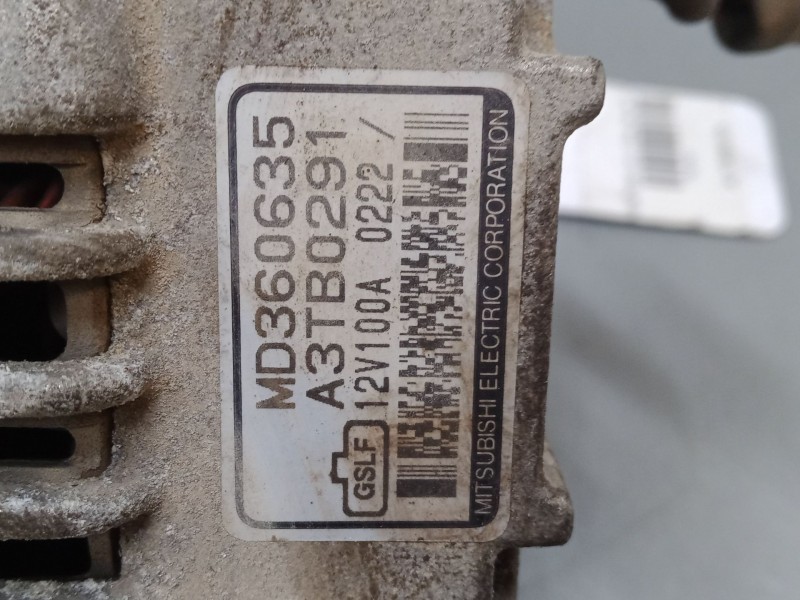 MD360635
A3TB0291
GSLF 12V100A 0222 /
MITSUBISHI ELECTRIC CORPORATION